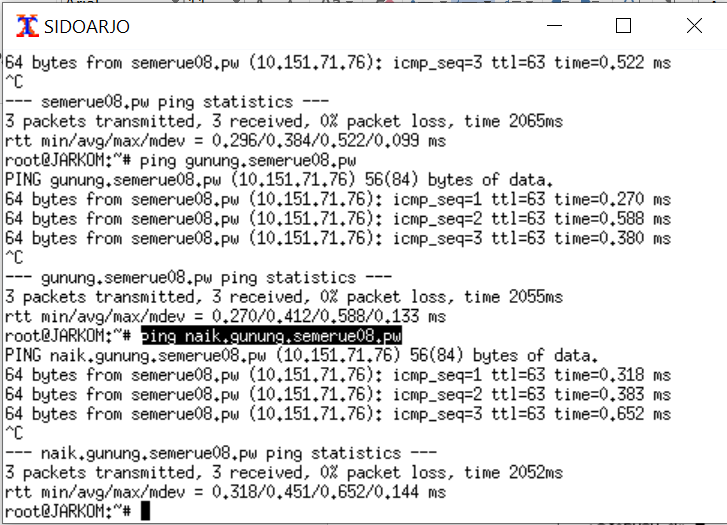 SIDOARJO
64 bytes from semerue08.pw (10.151.71.76): icmp_seq=3 ttl=63 time=0.522 ms
^C
--- semerue08.pw ping statistics ---
3 packets transmitted, 3 received, 0% packet loss, time 2065ms
rtt min/avg/max/mdev = 0.296/0.384/0.522/0.099 ms
root@JARKOM:~# ping gunung.semerue08.pw
PING gunung.semerue08.pw (10.151.71.76) 56(84) bytes of data.
64 bytes from semerue08.pw (10.151.71.76): icmp_seq=1 ttl=63 time=0.270 ms
64 bytes from semerue08.pw (10.151.71.76): icmp_seq=2 ttl=63 time=0.588 ms
64 bytes from semerue08.pw (10.151.71.76): icmp_seq=3 ttl=63 time=0.380 ms
^C
--- gunung.semerue08.pw ping statistics ---
3 packets transmitted, 3 received, 0% packet loss, time 2055ms
rtt min/avg/max/mdev = 0.270/0.412/0.588/0.133 ms
root@JARKOM:~# ping naik.gunung.semerue08.pw
PING naik.gunung.semerue08.pw (10.151.71.76) 56(84) bytes of data.
64 bytes from semerue08.pw (10.151.71.76): icmp_seq=1 ttl=63 time=0.318 ms
64 bytes from semerue08.pw (10.151.71.76): icmp_seq=2 ttl=63 time=0.383 ms
64 bytes from semerue08.pw (10.151.71.76): icmp_seq=3 ttl=63 time=0.652 ms
^C
--- naik.gunung.semerue08.pw ping statistics ---
3 packets transmitted, 3 received, 0% packet loss, time 2052ms
rtt min/avg/max/mdev = 0.318/0.451/0.652/0.144 ms
root@JARKOM:~#